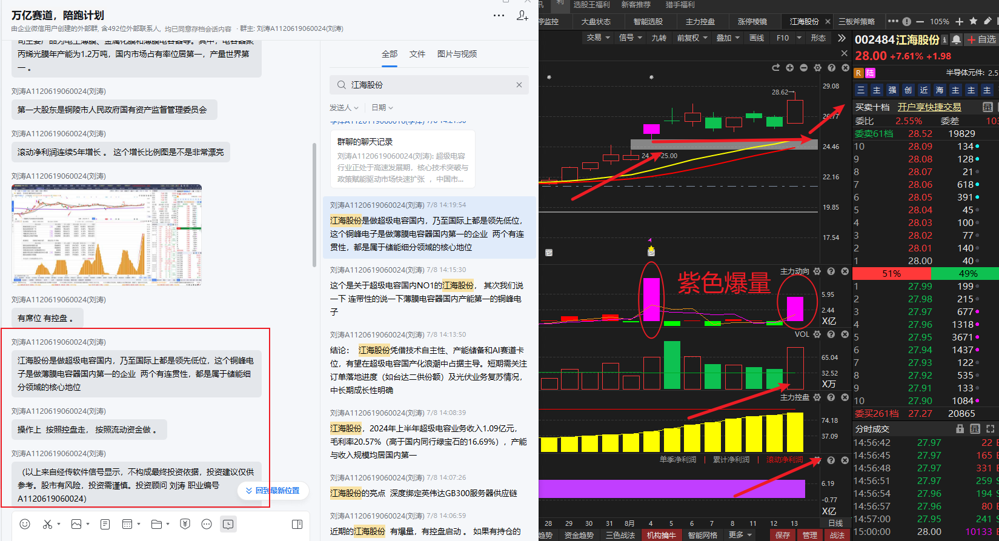 万亿赛道，陪跑计划
由企业微信用户创建的外部群, 含492位外部联系人, 均已同意存档会话内容 · 群主: 刘涛A1120619060024(刘涛)
丙烯光膜年产能为1.2万吨，国内市场占有率位居第一，产量世界第
一 。
刘涛A1120619060024(刘涛)
第一大股东是铜陵市人民政府国有资产监督管理委员会
刘涛A1120619060024(刘涛)
滚动净利润连续5年增长 。 这个增长比例图是不是非常漂亮
刘涛A1120619060024(刘涛)
刘涛A1120619060024(刘涛)
有席位 有控盘 。
刘涛A1120619060024(刘涛)
江海股份是做超级电容国内，乃至国际上都是领先低位，这个铜峰电
子是做薄膜电容器国内第一的企业 两个有连贯性，都是属于储能细
分领域的核心地位
刘涛A1120619060024(刘涛)
操作上 按照控盘走， 按照流动资金做 。
刘涛A1120619060024(刘涛)
（以上来自经传软件信号显示，不构成最终投资依据，投资建议仅供
参考。股市有风险，投资需谨慎。投资顾问 刘涛 职业编号
A1120619060024）
回到最新位置
全部 文件 图片与视频
江海股份
发送人 日期
群聊的聊天记录
刘涛A1120619060024(刘涛): 超级电容
行业正处于高速发展期，核心技术突破与
政策赋能驱动市场快速扩张 ，中国市...
刘涛A1120619060024(刘涛) 7/8 14:19:54
江海股份是做超级电容国内，乃至国际上都是领先低位，
这个铜峰电子是做薄膜电容器国内第一的企业 两个有连
贯性，都是属于储能细分领域的核心地位
刘涛A1120619060024(刘涛) 7/8 14:15:30
这个是关于超级电容国内NO1的江海股份， 其次我们说
一下 连带性的说一下薄膜电容器国内产能第一的铜峰电
子
刘涛A1120619060024(刘涛) 7/8 14:13:50
结论： 江海股份凭借技术自主性、产能储备和AI赛道卡
位，有望在超级电容国产化浪潮中占据主导。短期需关注
订单落地进度（如台达二供份额）及光伏业务复苏情况，
中长期成长性明确
刘涛A1120619060024(刘涛) 7/8 14:08:39
江海股份，2024年上半年超级电容业务收入1.09亿元，
毛利率20.57%（高于国内同行绿宝石的16.69%），产能
与收入规模均居国内第一
刘涛A1120619060024(刘涛) 7/8 14:07:26
江海股份的亮点 深度绑定英伟达GB300服务器供应链
刘涛A1120619060024(刘涛) 7/8 14:06:59
近期的江海股份 有爆量，有控盘启动 。 如果有持仓的
选股王福利 新客推荐 猎手福利
停监控 大盘状态 智能选股 主力控盘 涨停棱镜 江海股份 三板斧策略 105%
交易 信号 九转 前复权 叠加 画线 F10 形态
29.08
28.62
26.77
24.46
25.00
22.16
19.85
17.54
主力动向
紫色爆量
5.95
2.44
X亿
VOL
65.04
32.52
X万
主力控盘
74.18
37.09
单季净利润 | 累计净利润 | 滚动净利润
6.19
-0.77
X亿
28 29 30 31 8月 4 5 6 7 8 11 12 13 日线
趋势 资金趋势 三色战法 机构擒牛 智能网格 更多 保存 管理 战法
002484江海股份 自选
28.00 +7.61% +1.98
R 陆 半导体元件: 2.5
三 主 强 创 近 海 主 主 主
买卖十档 开户享快捷交易
委比 2.55% 委差
委卖61档 28.52 19829
10 28.09 134
9 28.08 128
8 28.07 21
7 28.06 618
6 28.05 391
5 28.04 45
4 28.03 100
3 28.02 77
2 28.01 140
1 28.00 40
51% 49%
1 27.99 199
2 27.98 215
3 27.97 677
4 27.96 1318
5 27.95 3671
6 27.94 1437
7 27.93 122
8 27.92 535
9 27.91 133
10 27.90 1084
委买261档 27.27 20865
分时成交
14:56:42 27.97 22
14:56:45 27.97 165
14:56:48 27.97 331
14:56:51 27.97 259
14:56:54 27.96 194
14:56:57 27.96 80
14:57:00 27.95 241
15:00:00 28.00 10133